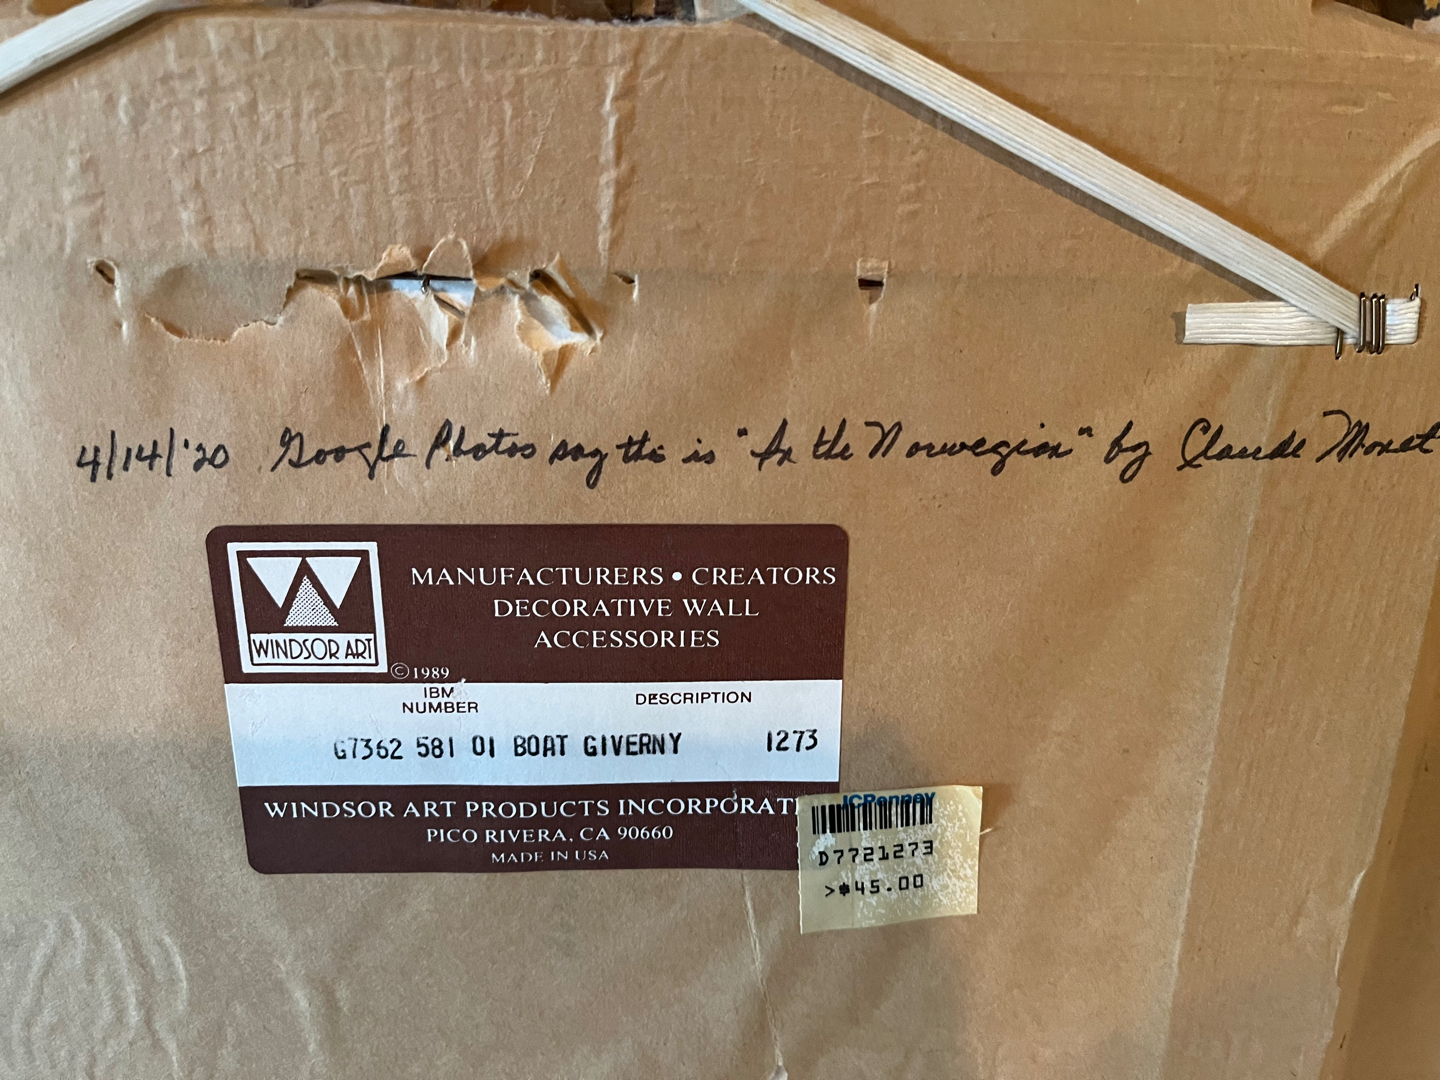 4/14/'20 Google Photos say this is "In the Norwegian" by Claude Monet
WINDSOR ART
MANUFACTURERS • CREATORS
DECORATIVE WALL
ACCESSORIES
©1989
IBM
NUMBER
DESCRIPTION
G7362 581 01 BOAT GIVERNY 1273
WINDSOR ART PRODUCTS INCORPORAT
PICO RIVERA, CA 90660
MADE IN USA
JCPenney
D7721273
>$45.00